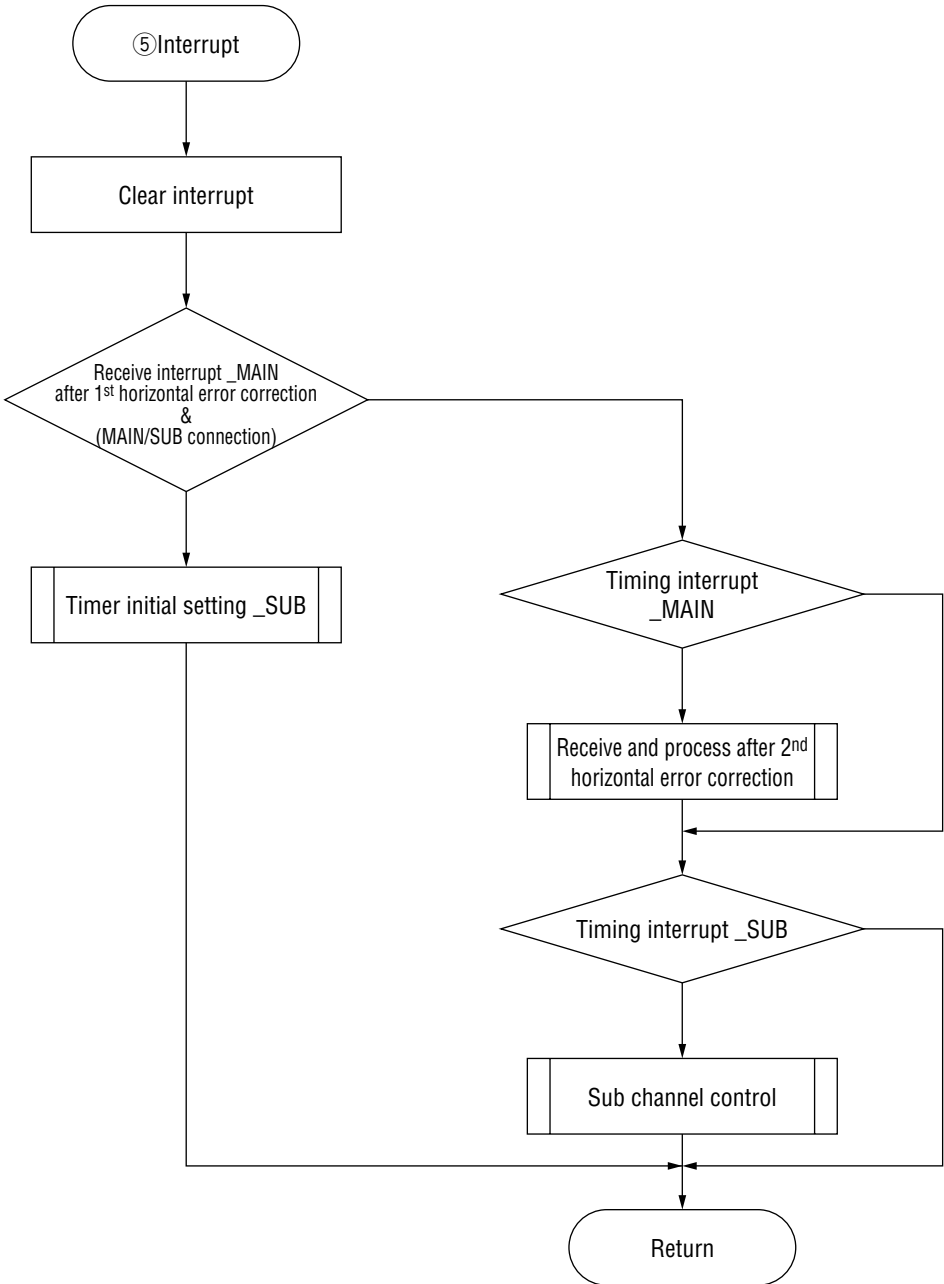 ⑤Interrupt
Clear interrupt
Receive interrupt _MAIN
after 1st horizontal error correction
&
(MAIN/SUB connection)
Timer initial setting _SUB
Timing interrupt
_MAIN
Receive and process after 2nd
horizontal error correction
Timing interrupt _SUB
Sub channel control
Return